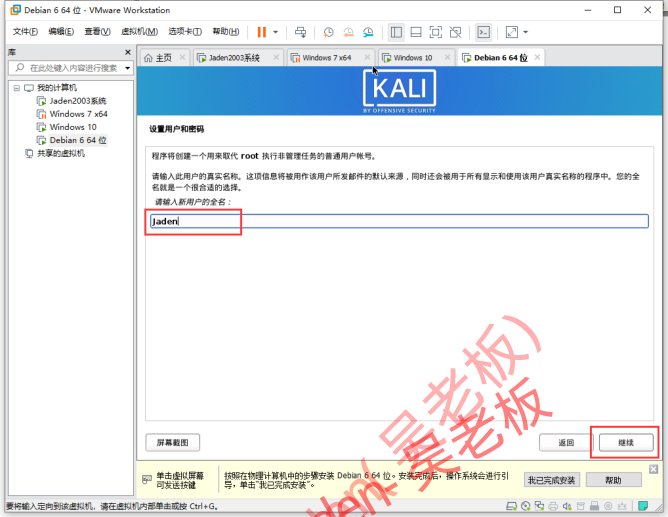 Debian 6 64 位 - VMware Workstation
文件(F) 编辑(E) 查看(V) 虚拟机(M) 选项卡(T) 帮助(H)
库
在此处键入内容进行搜索
我的计算机
Jaden2003系统
Windows 7 x64
Windows 10
Debian 6 64 位
共享的虚拟机
主页 Jaden2003系统 Windows 7 x64 Windows 10 Debian 6 64 位
KALI
BY OFFENSIVE SECURITY
设置用户和密码
程序将创建一个用来取代 root 执行非管理任务的普通用户帐号。
请输入此用户的真实名称。这项信息将被用作该用户所发邮件的默认来源，同时还会被用于所有显示和使用该用户真实名称的程序中。您的全
名就是一个很合适的选择。
请输入新用户的全名：
Jaden
屏幕截图 返回 继续
单击虚拟屏幕
可发送按键
按照在物理计算机中的步骤安装 Debian 6 64 位。安装完成后，操作系统会进行引
导，单击"我已完成安装"。
我已完成安装 帮助
要将输入定向到该虚拟机，请在虚拟机内部单击或按 Ctrl+G。
吴老板)
den(吴老板